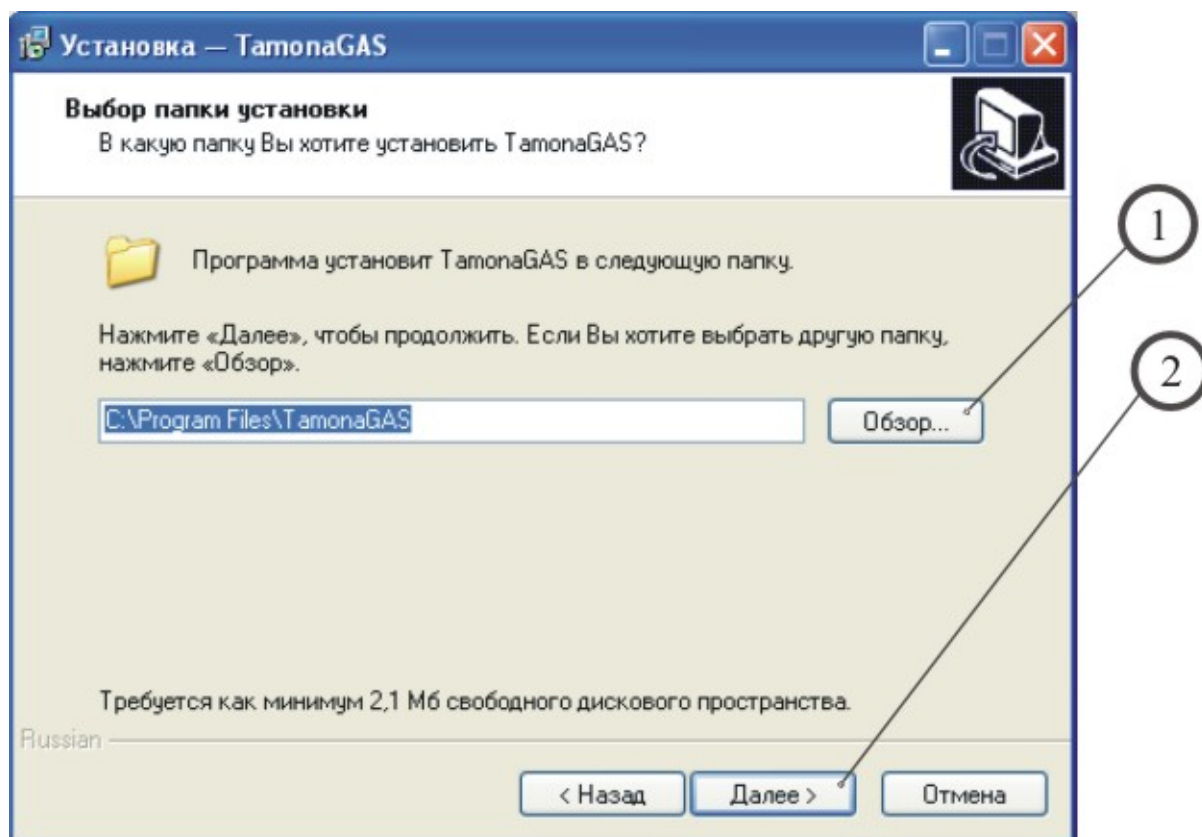 Установка — TamonaGAS
Выбор папки установки
В какую папку Вы хотите установить TamonaGAS?
1
Программа установит TamonaGAS в следующую папку.
Нажмите «Далее», чтобы продолжить. Если Вы хотите выбрать другую папку,
нажмите «Обзор».
2
C:\Program Files\TamonaGAS
Обзор...
Требуется как минимум 2,1 Мб свободного дискового пространства.
Russian
< Назад
Далее >
Отмена